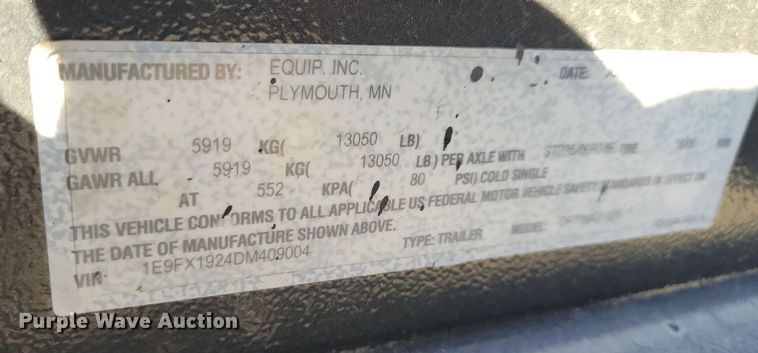 MANUFACTURED BY: EQUIP. INC. DATE:
PLYMOUTH, MN
GVWR 5919 KG( 13050 LB)
GAWR ALL 5919 KG( 13050 LB) PER AXLE WITH TIRE
AT 552 KPA( 80 PSI) COLD SINGLE
THIS VEHICLE CONFORMS TO ALL APPLICABLE US FEDERAL MOTOR VEHICLE SAFETY STANDARDS IN EFFECT ON
THE DATE OF MANUFACTURE SHOWN ABOVE.
VIN: 1E9FX1924DM409004 TYPE: TRAILER MODEL:
Purple Wave Auction